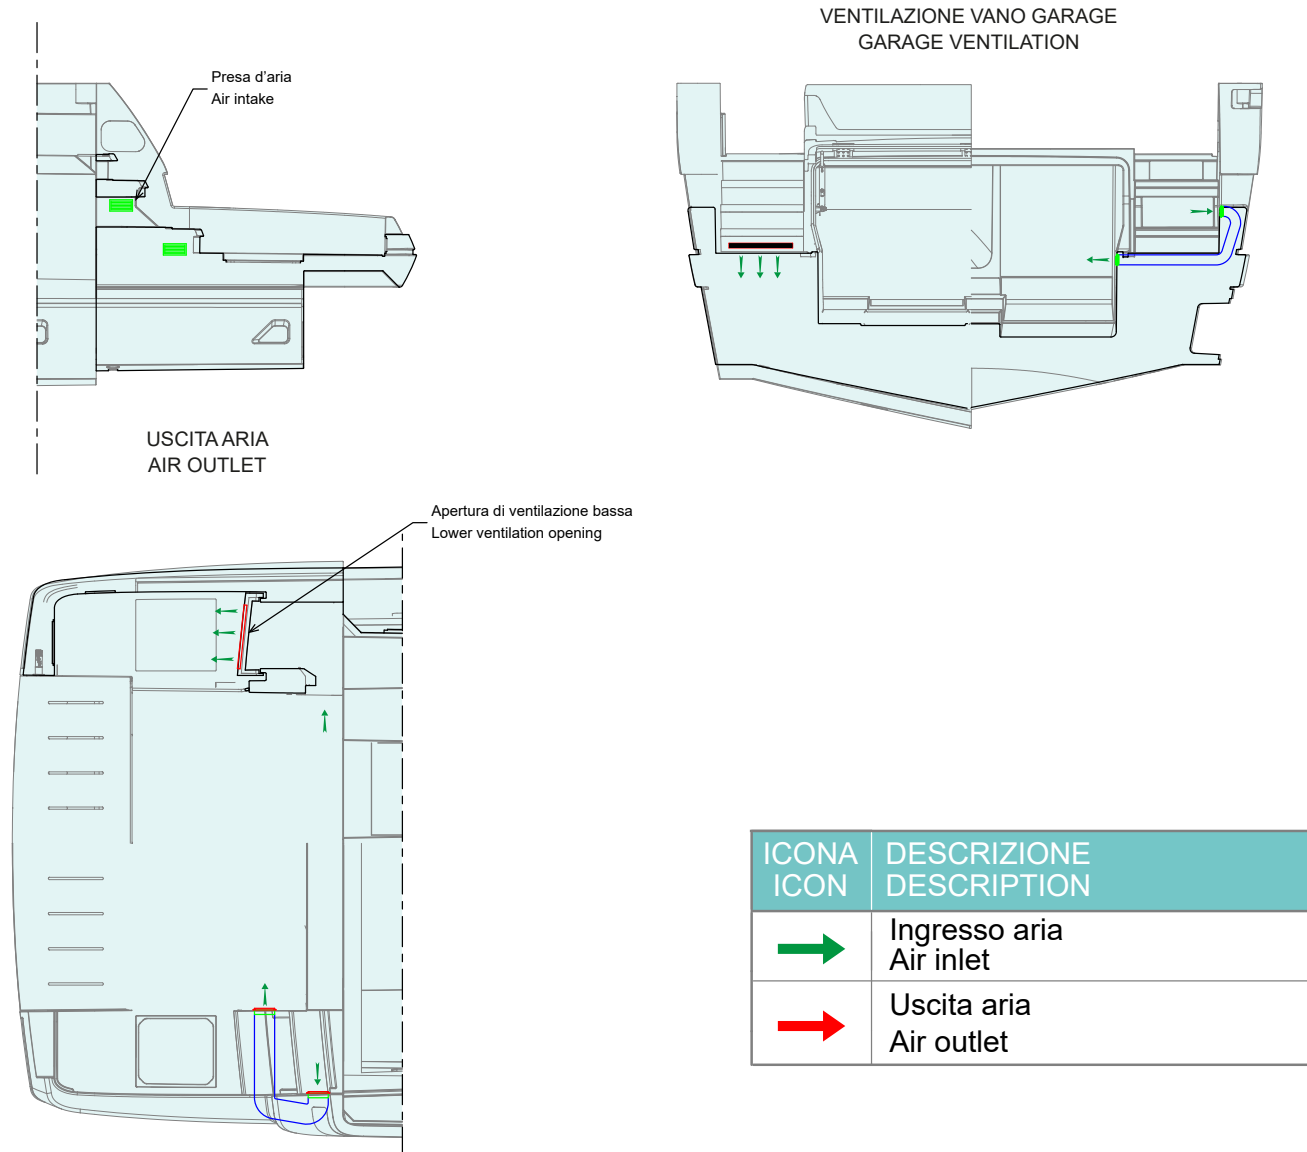 VENTILAZIONE VANO GARAGE
GARAGE VENTILATION
Presa d’aria
Air intake
USCITA ARIA
AIR OUTLET
Apertura di ventilazione bassa
Lower ventilation opening
ICONA
ICON
DESCRIZIONE
DESCRIPTION
Ingresso aria
Air inlet
Uscita aria
Air outlet